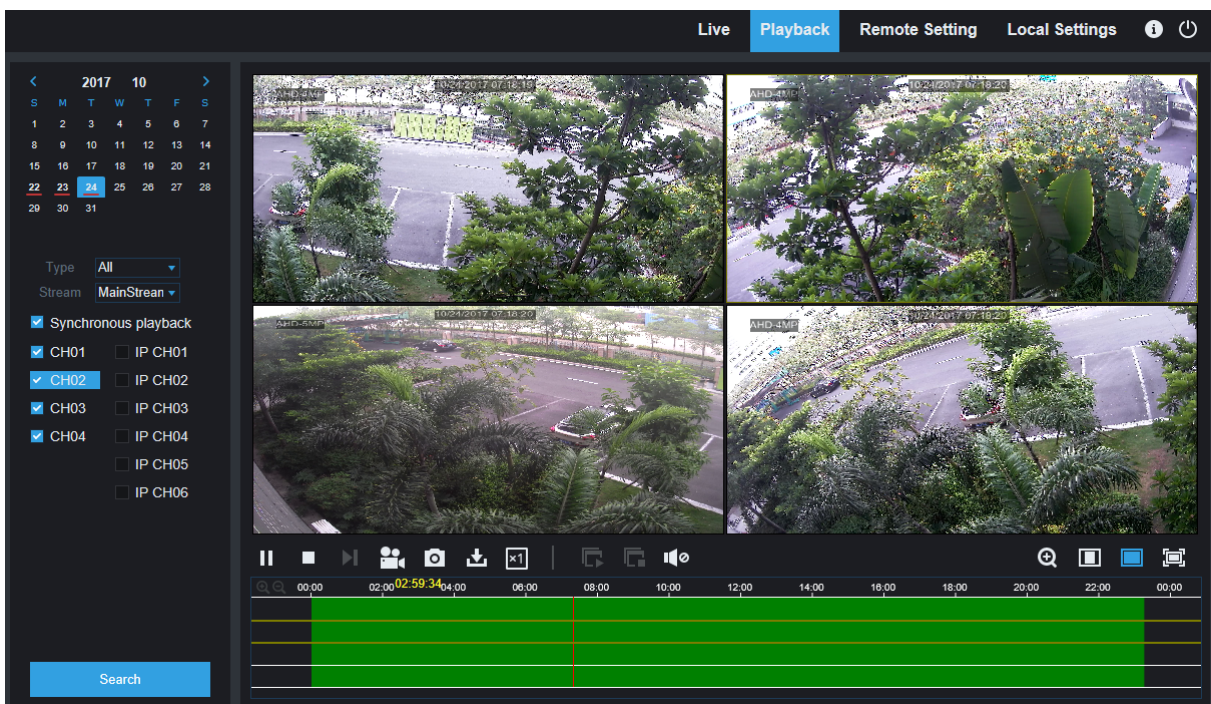 Live Playback Remote Setting Local Settings
2017 10
S M T W T F S
1 2 3 4 5 6 7
8 9 10 11 12 13 14
15 16 17 18 19 20 21
22 23 24 25 26 27 28
29 30 31
Type All
Stream MainStrean
Synchronous playback
CH01 IP CH01
CH02 IP CH02
CH03 IP CH03
CH04 IP CH04
IP CH05
IP CH06
Search
AHD-5MP 10/24/2017 07:18:19
AHD-4MP 10/24/2017 07:18:20
AHD-5MP 10/24/2017 07:18:20
AHD-4MP 10/24/2017 07:18:20
×1
00:00 02:00 02:59:34 04:00 06:00 08:00 10:00 12:00 14:00 16:00 18:00 20:00 22:00 00:00